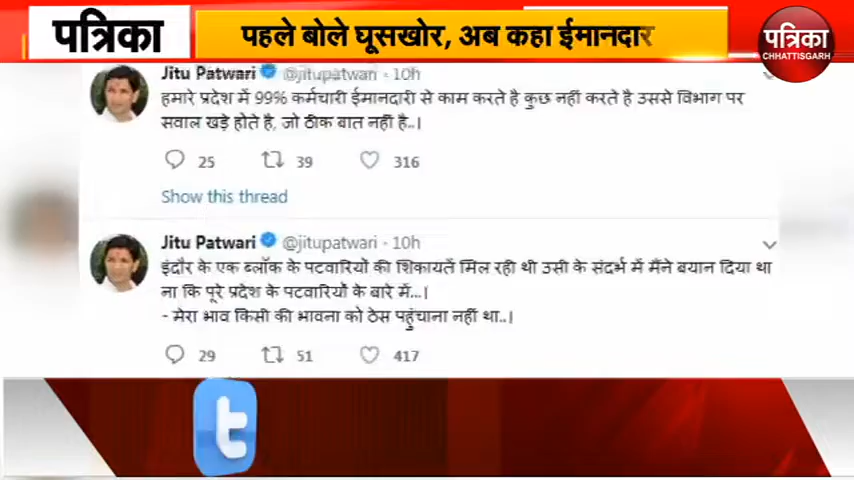 पत्रिका
पहले बोले घूसखोर, अब कहा ईमानदार
पत्रिका
CHHATTISGARH
Jitu Patwari @jitupatwari · 10h
हमारे प्रदेश में 99% कर्मचारी ईमानदारी से काम करते है कुछ नहीं करते है उससे विभाग पर
सवाल खड़े होते है, जो ठीक बात नहीं है..।
25 39 316
Show this thread
Jitu Patwari @jitupatwari · 10h
इंदौर के एक ब्लॉक के पटवारियों की शिकायतें मिल रही थी उसी के संदर्भ में मैंने बयान दिया था
ना कि पूरे प्रदेश के पटवारियों के बारे में...।
- मेरा भाव किसी की भावना को ठेस पहुंचाना नहीं था..।
29 51 417